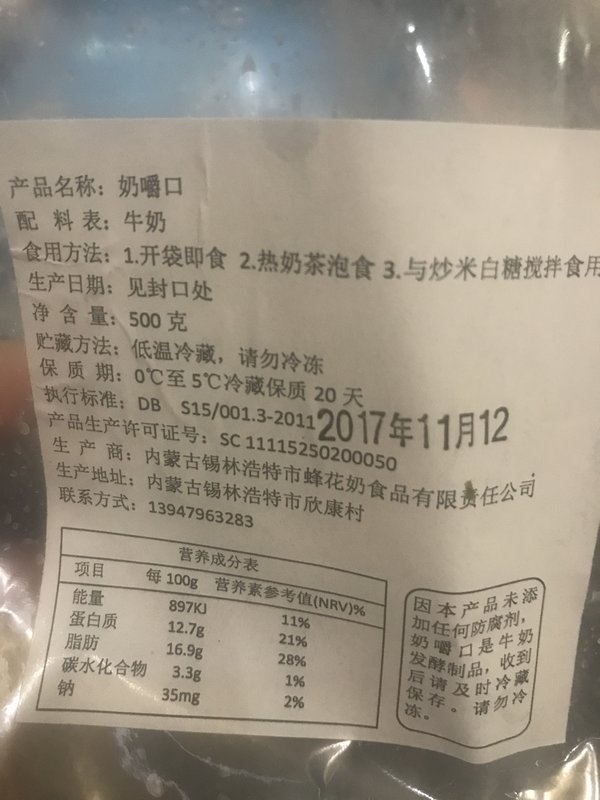 产品名称：奶嚼口
配 料 表：牛奶
食用方法：1.开袋即食 2.热奶茶泡食 3.与炒米白糖搅拌食用
生产日期：见封口处
净 含 量：500 克
贮藏方法：低温冷藏，请勿冷冻
保 质 期：0℃至 5℃冷藏保质 20 天
执行标准：DB S15/001.3-2011
2017年11月12
产品生产许可证号：SC 11115250200050
生 产 商：内蒙古锡林浩特市蜂花奶食品有限责任公司
生产地址：内蒙古锡林浩特市欣康村
联系方式：13947963283
营养成分表
项目 每 100g 营养素参考值(NRV)%
能量 897KJ 11%
蛋白质 12.7g 21%
脂肪 16.9g 28%
碳水化合物 3.3g 1%
钠 35mg 2%
因本产品未添
加任何防腐剂，
奶嚼口是牛奶
发酵制品，收到
后请及时冷藏
保存。请勿冷
冻。